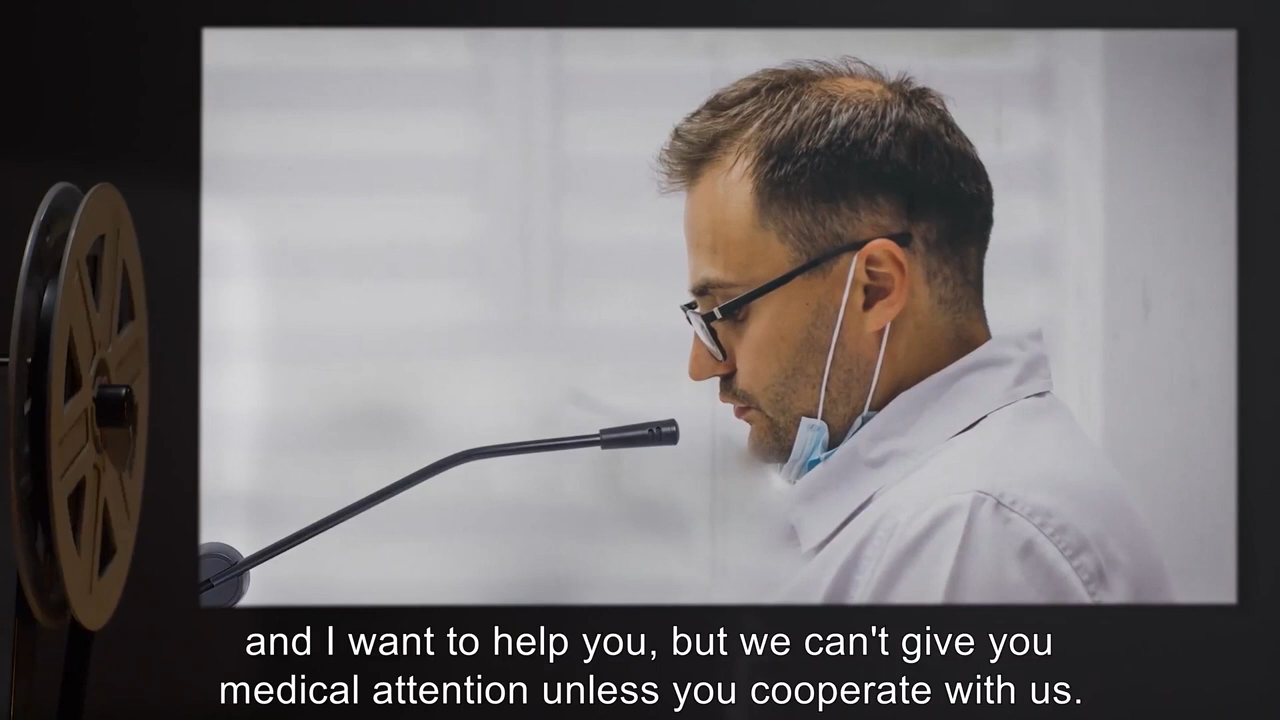 and I want to help you, but we can't give you
medical attention unless you cooperate with us.